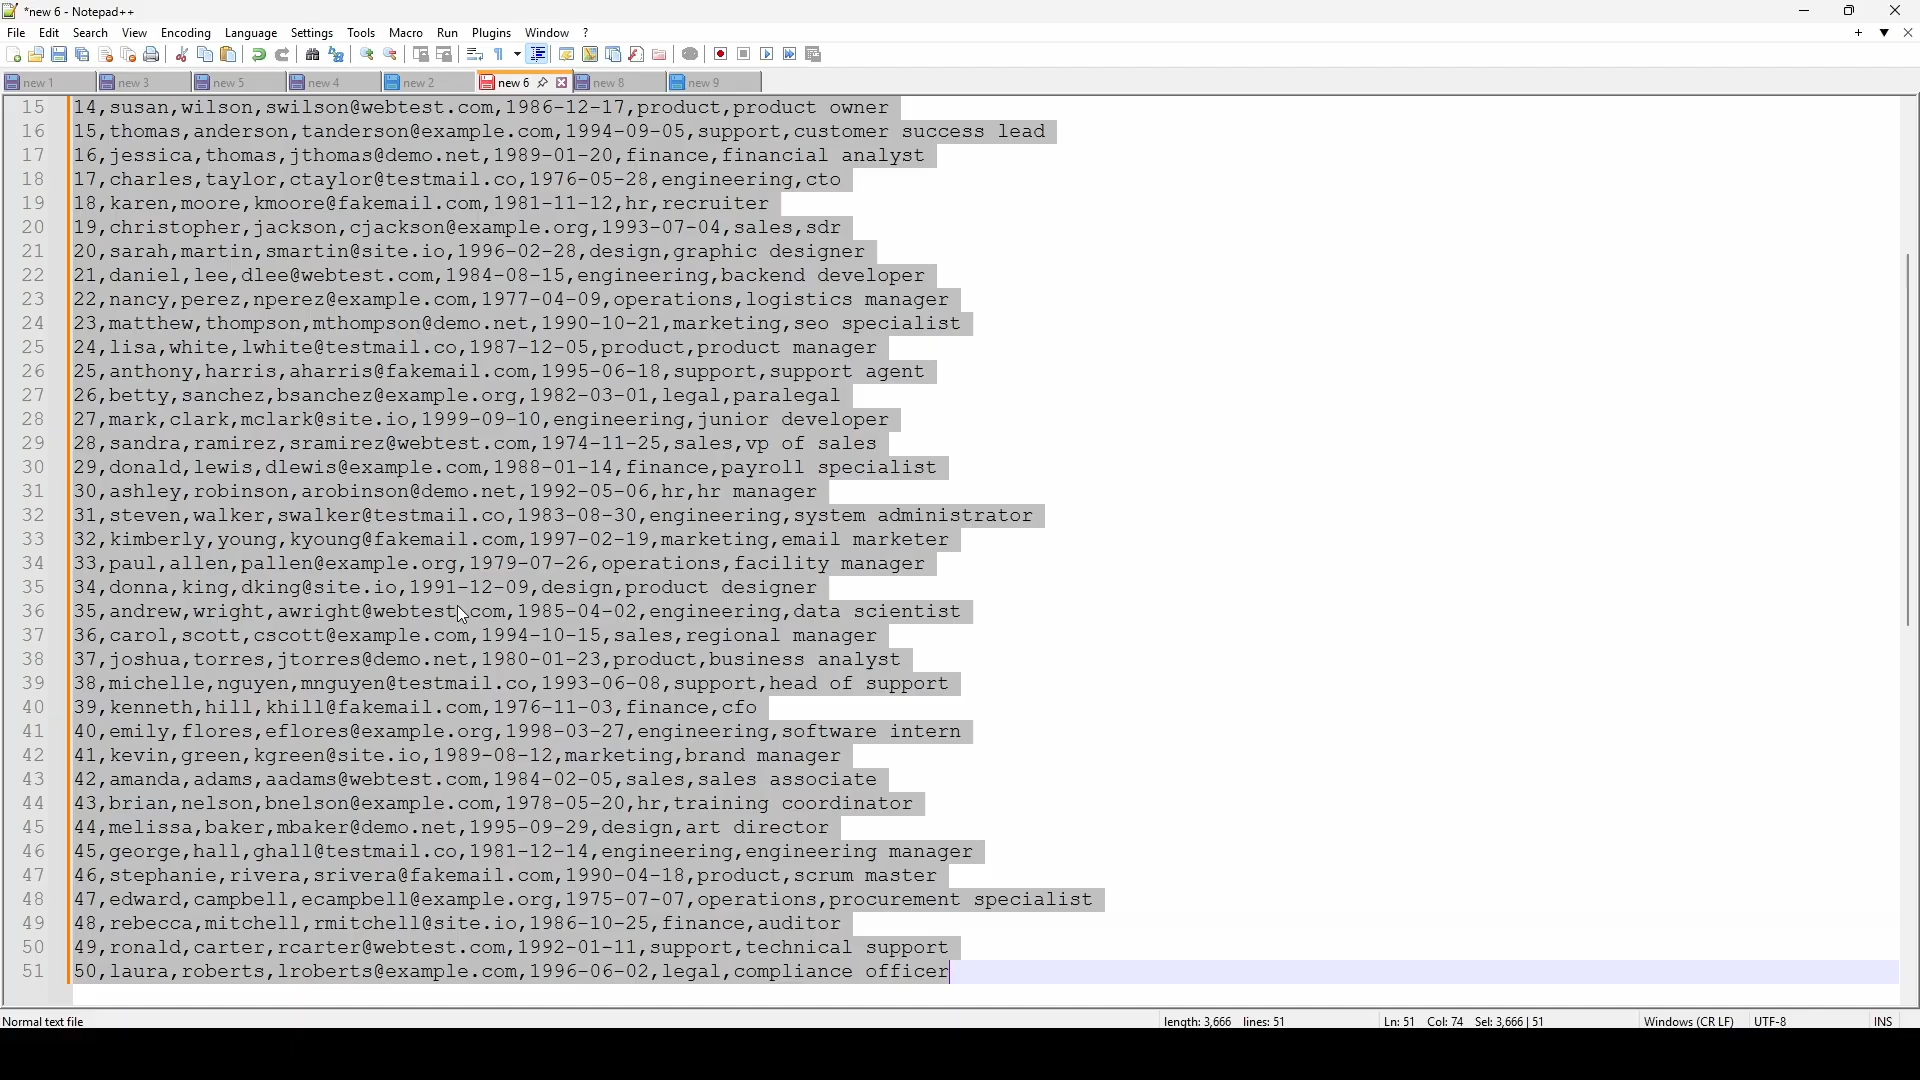 *new 6 - Notepad++
File Edit Search View Encoding Language Settings Tools Macro Run Plugins Window ?
new 1 new 3 new 5 new 4 new 2 new 6 new 8 new 9
15 14,susan,wilson,swilson@webtest.com,1986-12-17,product,product owner
16 15,thomas,anderson,tanderson@example.com,1994-09-05,support,customer success lead
17 16,jessica,thomas,jthomas@demo.net,1989-01-20,finance,financial analyst
18 17,charles,taylor,ctaylor@testmail.co,1976-05-28,engineering,cto
19 18,karen,moore,kmoore@fakemail.com,1981-11-12,hr,recruiter
20 19,christopher,jackson,cjackson@example.org,1993-07-04,sales,sdr
21 20,sarah,martin,smartin@site.io,1996-02-28,design,graphic designer
22 21,daniel,lee,dlee@webtest.com,1984-08-15,engineering,backend developer
23 22,nancy,perez,nperez@example.com,1977-04-09,operations,logistics manager
24 23,matthew,thompson,mthompson@demo.net,1990-10-21,marketing,seo specialist
25 24,lisa,white,lwhite@testmail.co,1987-12-05,product,product manager
26 25,anthony,harris,aharris@fakemail.com,1995-06-18,support,support agent
27 26,betty,sanchez,bsanchez@example.org,1982-03-01,legal,paralegal
28 27,mark,clark,mclark@site.io,1999-09-10,engineering,junior developer
29 28,sandra,ramirez,sramirez@webtest.com,1974-11-25,sales,vp of sales
30 29,donald,lewis,dlewis@example.com,1988-01-14,finance,payroll specialist
31 30,ashley,robinson,arobinson@demo.net,1992-05-06,hr,hr manager
32 31,steven,walker,swalker@testmail.co,1983-08-30,engineering,system administrator
33 32,kimberly,young,kyoung@fakemail.com,1997-02-19,marketing,email marketer
34 33,paul,allen,pallen@example.org,1979-07-26,operations,facility manager
35 34,donna,king,dking@site.io,1991-12-09,design,product designer
36 35,andrew,wright,awright@webtest.com,1985-04-02,engineering,data scientist
37 36,carol,scott,cscott@example.com,1994-10-15,sales,regional manager
38 37,joshua,torres,jtorres@demo.net,1980-01-23,product,business analyst
39 38,michelle,nguyen,mnguyen@testmail.co,1993-06-08,support,head of support
40 39,kenneth,hill,khill@fakemail.com,1976-11-03,finance,cfo
41 40,emily,flores,eflores@example.org,1998-03-27,engineering,software intern
42 41,kevin,green,kgreen@site.io,1989-08-12,marketing,brand manager
43 42,amanda,adams,aadams@webtest.com,1984-02-05,sales,sales associate
44 43,brian,nelson,bnelson@example.com,1978-05-20,hr,training coordinator
45 44,melissa,baker,mbaker@demo.net,1995-09-29,design,art director
46 45,george,hall,ghall@testmail.co,1981-12-14,engineering,engineering manager
47 46,stephanie,rivera,srivera@fakemail.com,1990-04-18,product,scrum master
48 47,edward,campbell,ecampbell@example.org,1975-07-07,operations,procurement specialist
49 48,rebecca,mitchell,rmitchell@site.io,1986-10-25,finance,auditor
50 49,ronald,carter,rcarter@webtest.com,1992-01-11,support,technical support
51 50,laura,roberts,lroberts@example.com,1996-06-02,legal,compliance officer
Normal text file length: 3,666 lines: 51 Ln: 51 Col: 74 Sel: 3,666 | 51 Windows (CR LF) UTF-8 INS